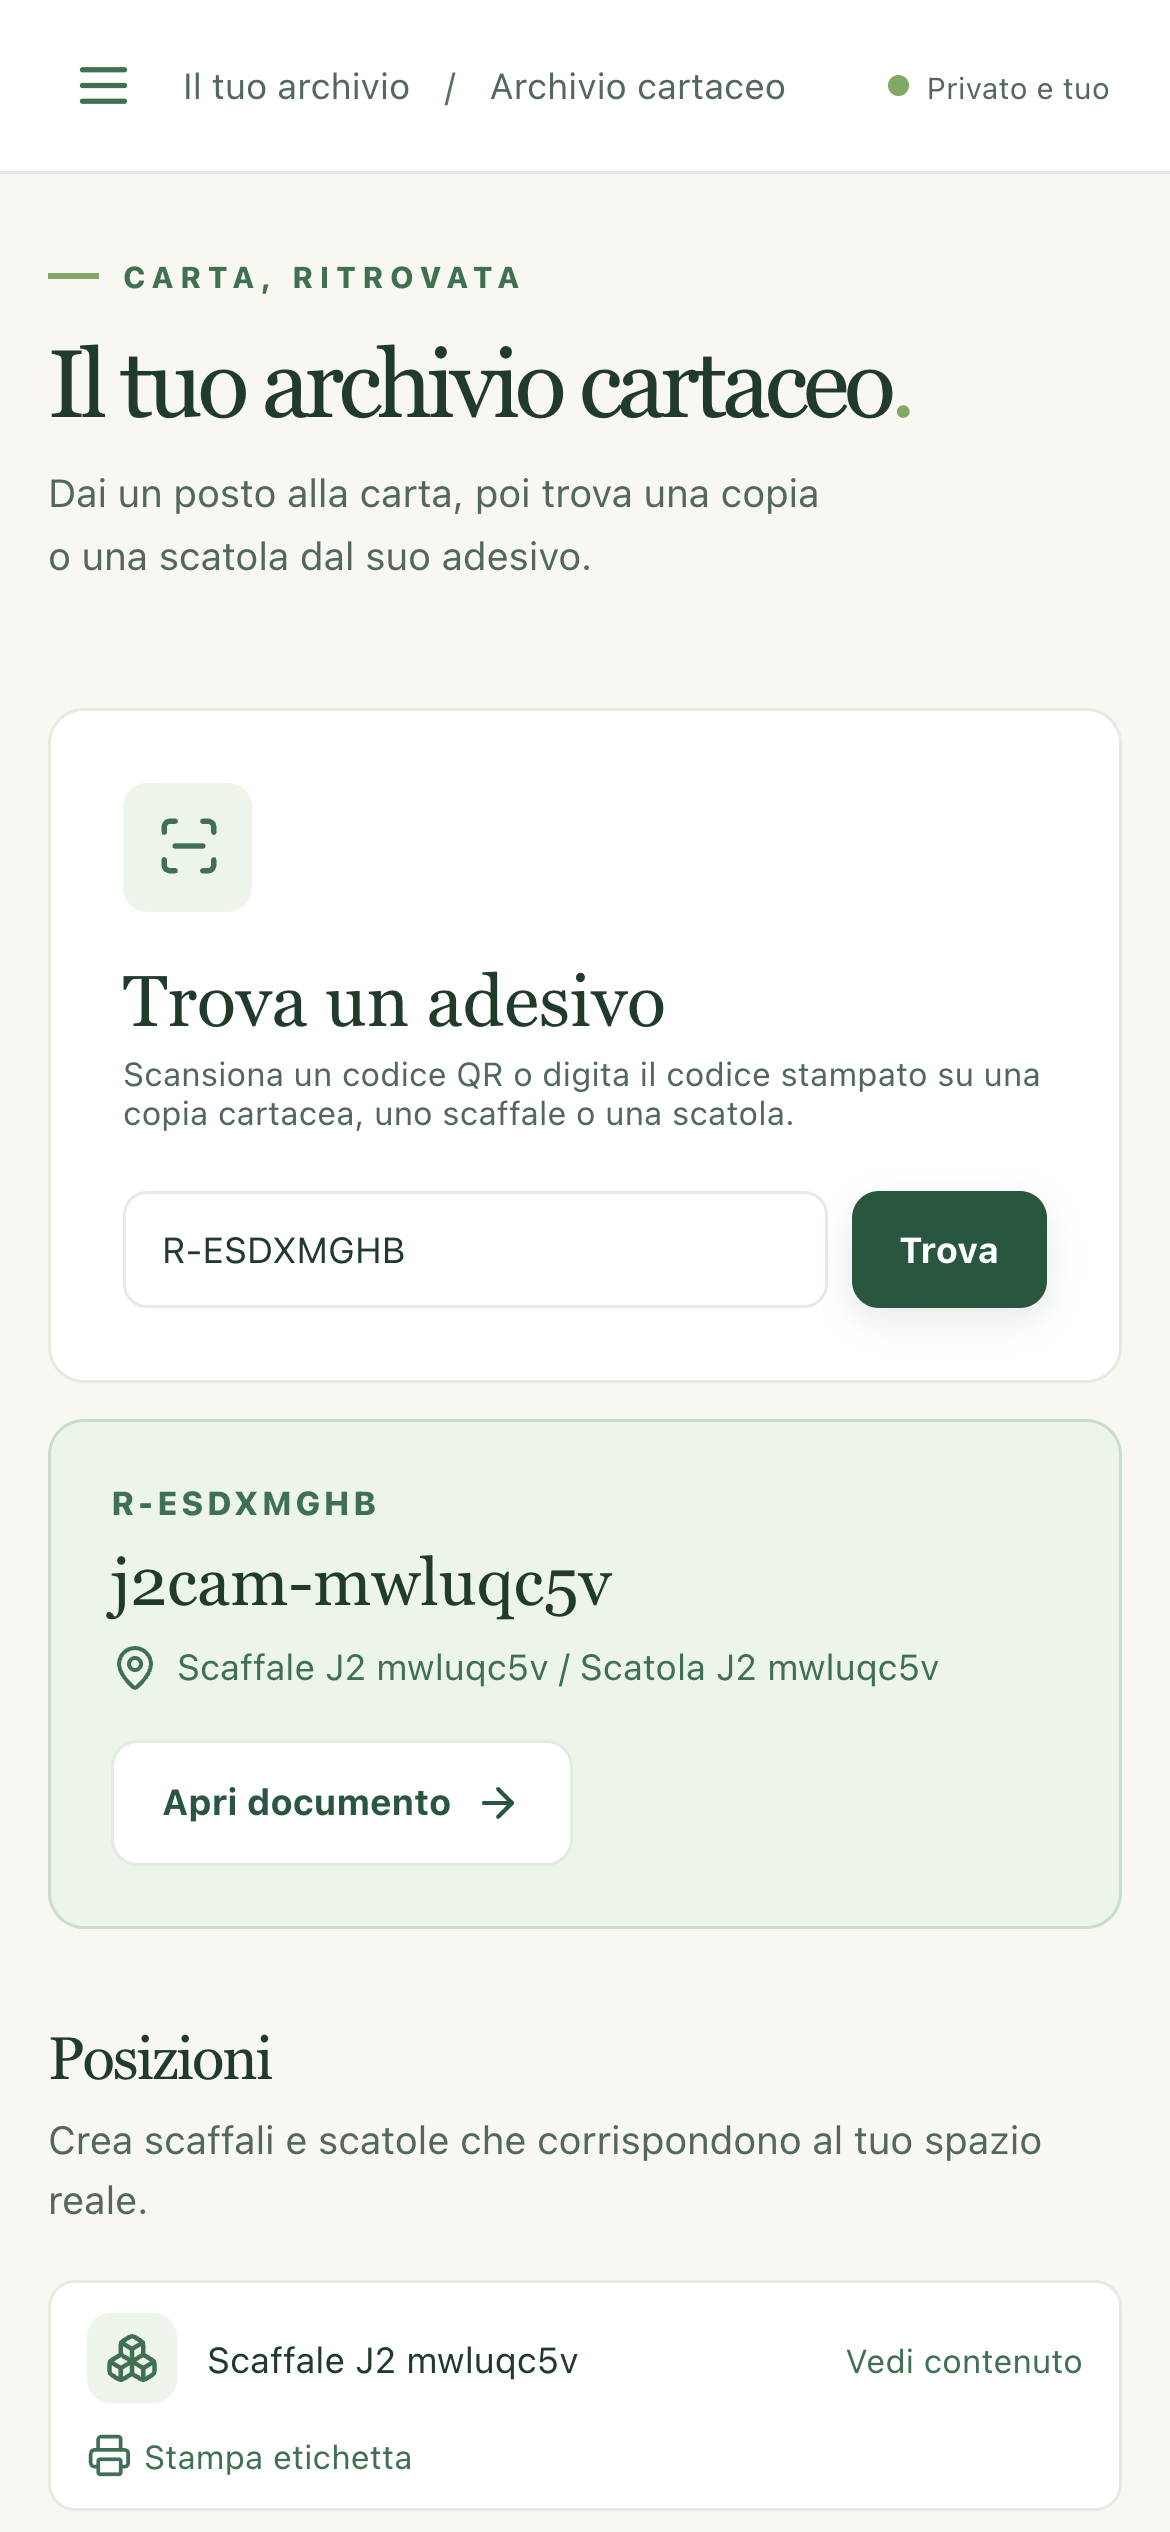 Il tuo archivio / Archivio cartaceo
Privato e tuo
CARTA, RITROVATA
Il tuo archivio cartaceo.
Dai un posto alla carta, poi trova una copia
o una scatola dal suo adesivo.
Trova un adesivo
Scansiona un codice QR o digita il codice stampato su una
copia cartacea, uno scaffale o una scatola.
R-ESDXMGHB
Trova
R-ESDXMGHB
j2cam-mwluqc5v
Scaffale J2 mwluqc5v / Scatola J2 mwluqc5v
Apri documento
Posizioni
Crea scaffali e scatole che corrispondono al tuo spazio
reale.
Scaffale J2 mwluqc5v
Vedi contenuto
Stampa etichetta